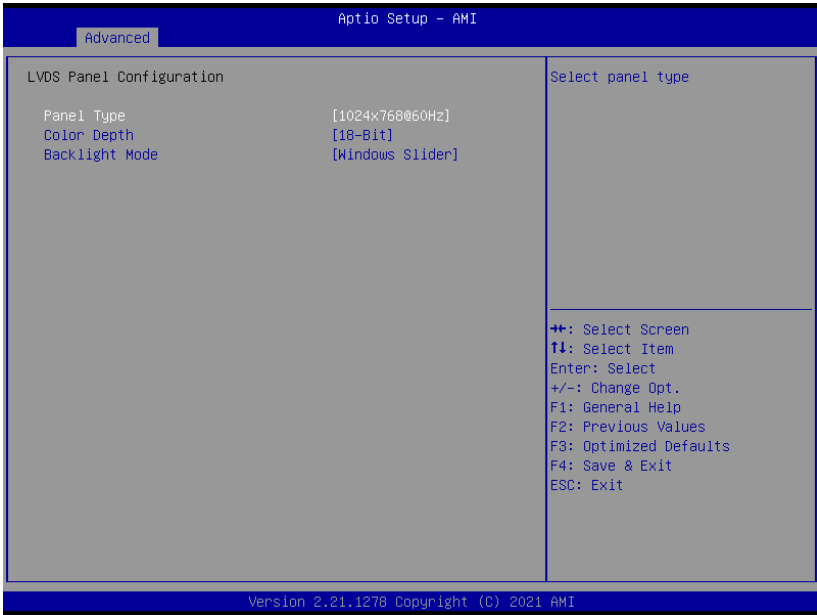 Aptio Setup – AMI
Advanced
LVDS Panel Configuration
Panel Type [1024x768@60Hz]
Color Depth [18-Bit]
Backlight Mode [Windows Slider]
Select panel type
→←: Select Screen
↑↓: Select Item
Enter: Select
+/-: Change Opt.
F1: General Help
F2: Previous Values
F3: Optimized Defaults
F4: Save & Exit
ESC: Exit
Version 2.21.1278 Copyright (C) 2021 AMI